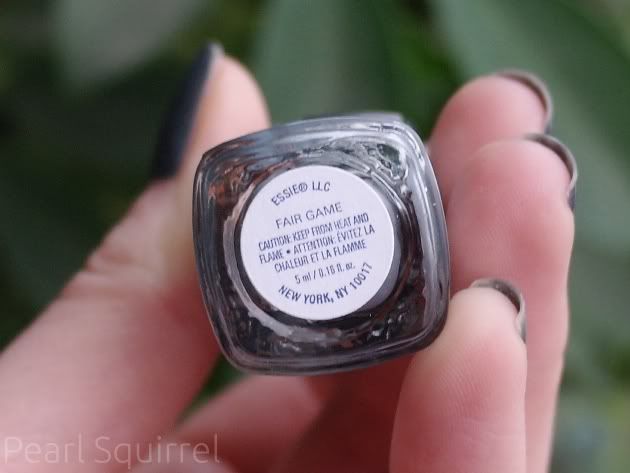 ESSIE® LLC
FAIR GAME
CAUTION: KEEP FROM HEAT AND
FLAME • ATTENTION: ÉVITEZ LA
CHALEUR ET LA FLAMME
5 ml / 0.16 fl. oz.
NEW YORK, NY 10017
Pearl Squirrel